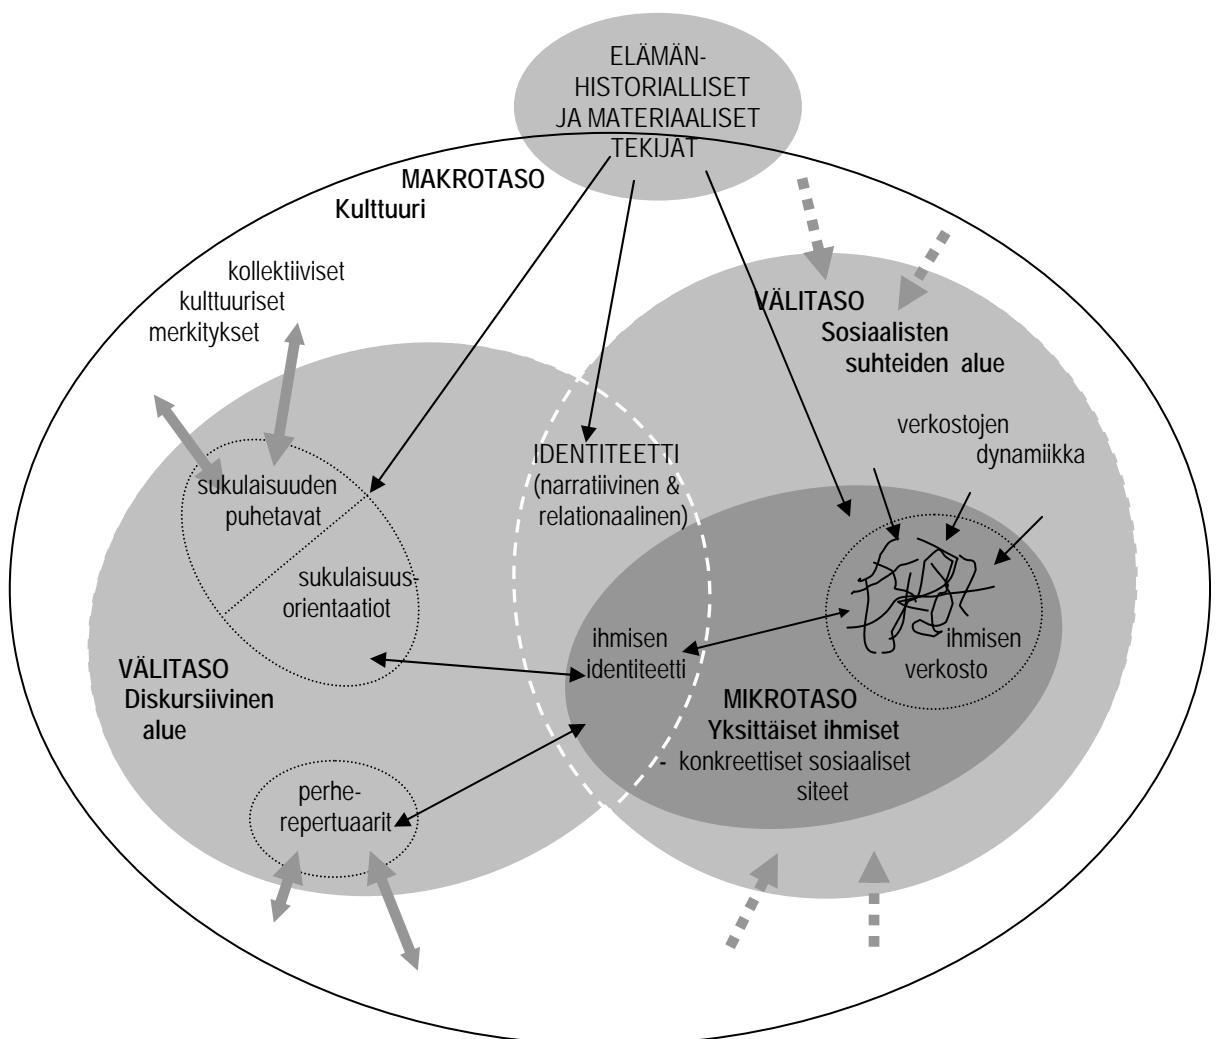 ELÄMÄN-
HISTORIALLISET
JA MATERIAALISET
TEKIJÄT
MAKROTASO
Kulttuuri
kollektiiviset
kulttuuriset
merkitykset
VÄLITASO
Sosiaalisten
suhteiden alue
verkostojen
dynamiikka
IDENTITEETTI
(narratiivinen &
relationaalinen)
sukulaisuuden
puhetavat
sukulaisuus-
orientaatiot
ihmisen
identiteetti
ihmisen
verkosto
VÄLITASO
Diskursiivinen
alue
MIKROTASO
Yksittäiset ihmiset
- konkreettiset sosiaaliset
siteet
perhe-
repertuaarit